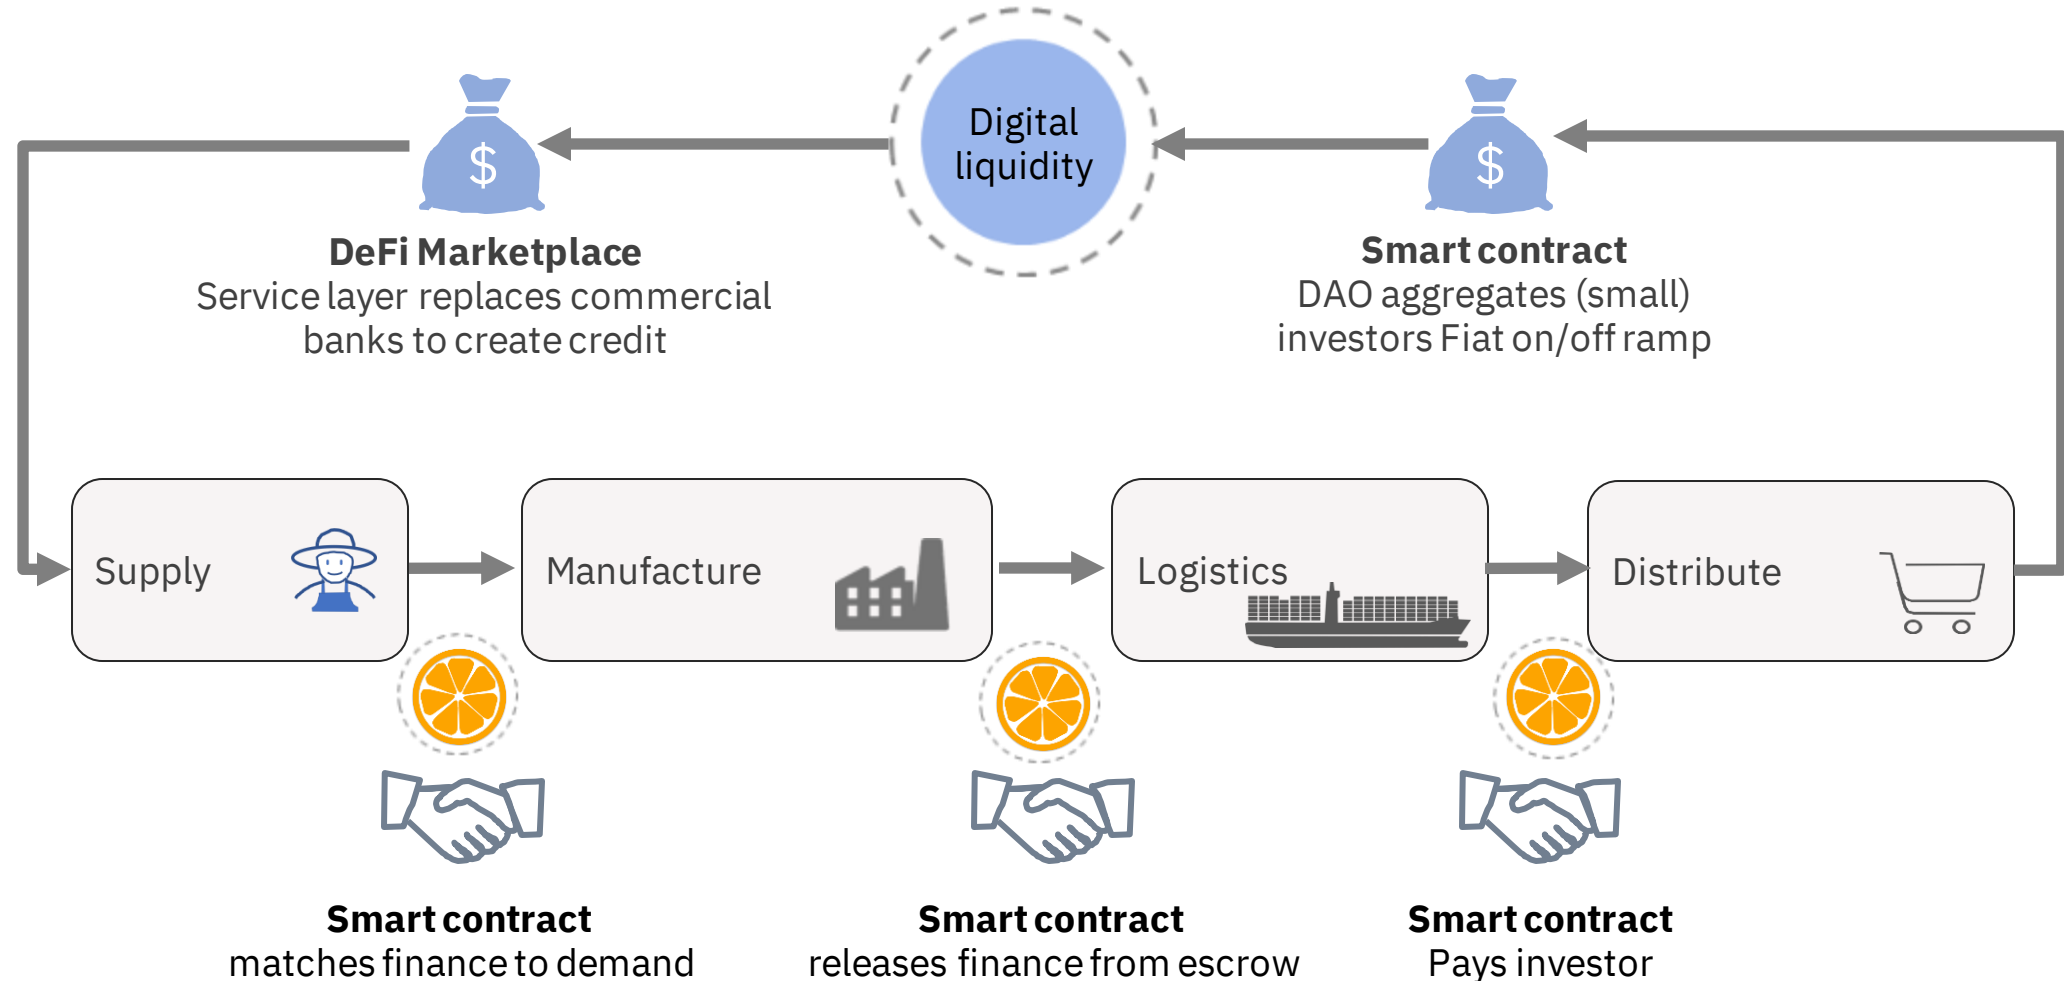 Digital
liquidity
$
$
DeFi Marketplace
Service layer replaces commercial
banks to create credit
Smart contract
DAO aggregates (small)
investors Fiat on/off ramp
Supply
Manufacture
Logistics
Distribute
Smart contract
matches finance to demand
Smart contract
releases finance from escrow
Smart contract
Pays investor